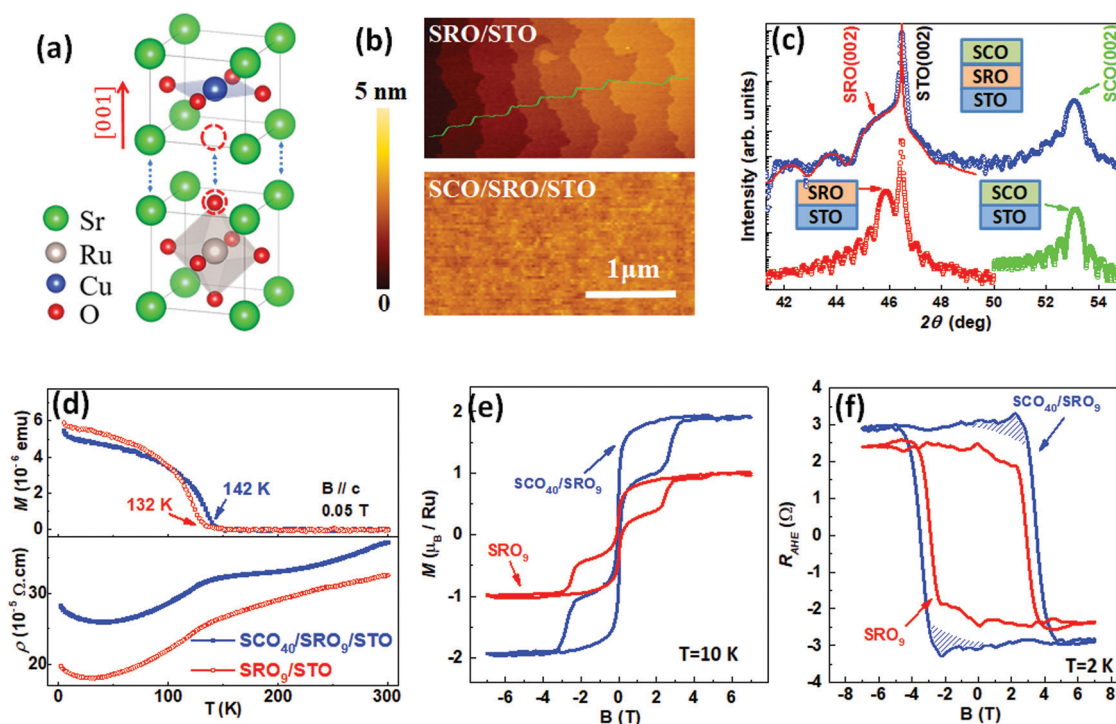 (a)
[001]
Sr
Ru
Cu
O
(b)
5 nm
0
SRO/STO
SCO/SRO/STO
1μm
(c)
Intensity (arb. units)
SRO(002)
STO(002)
SCO
SRO
STO
SCO(002)
SRO
STO
SCO
STO
42 44 46 48 50 52 54
2θ (deg)
(d)
M (10⁻⁶ emu)
6
4
2
0
132 K
142 K
B // c
0.05 T
ρ (10⁻⁵ Ω.cm)
30
20
SCO₄₀/SRO₉/STO
SRO₉/STO
0 100 200 300
T (K)
(e)
M (μB / Ru)
2
1
0
-1
-2
SCO₄₀/SRO₉
SRO₉
T=10 K
-6 -4 -2 0 2 4 6
B (T)
(f)
R_AHE (Ω)
4
3
2
1
0
-1
-2
-3
-4
SCO₄₀/SRO₉
SRO₉
T=2 K
-8 -6 -4 -2 0 2 4 6 8
B (T)